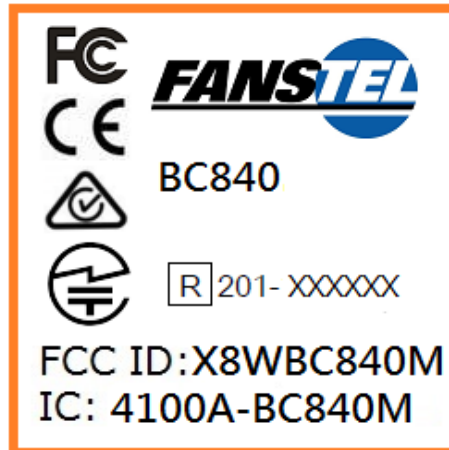 FC
FANSTEL
CE
BC840
R 201- XXXXXX
FCC ID:X8WBC840M
IC: 4100A-BC840M